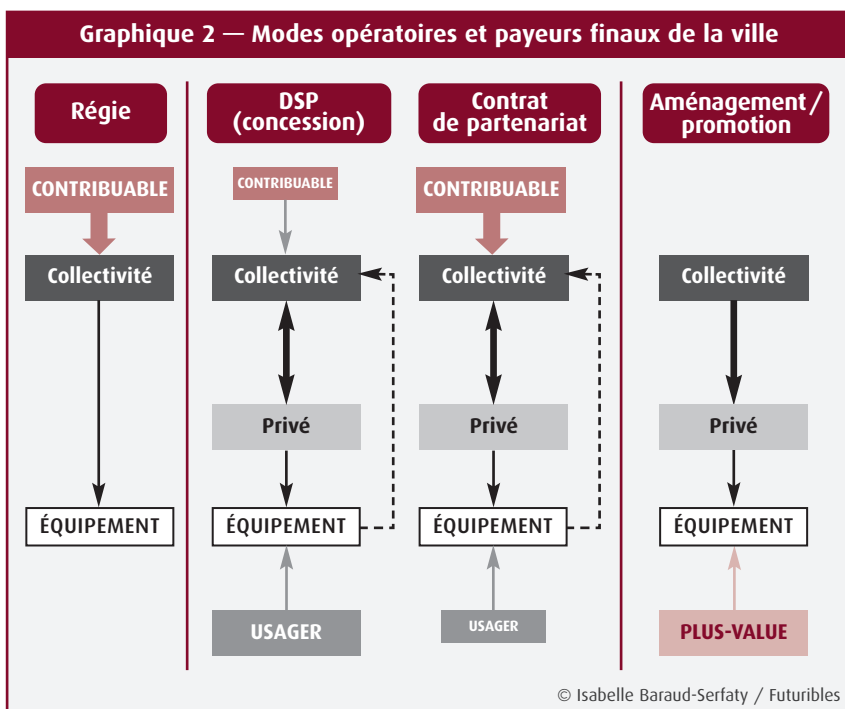 Graphique 2 — Modes opératoires et payeurs finaux de la ville
Régie
DSP
(concession)
Contrat
de partenariat
Aménagement /
promotion
CONTRIBUABLE
CONTRIBUABLE
CONTRIBUABLE
Collectivité
Collectivité
Collectivité
Collectivité
Privé
Privé
Privé
ÉQUIPEMENT
ÉQUIPEMENT
ÉQUIPEMENT
ÉQUIPEMENT
USAGER
USAGER
PLUS-VALUE
© Isabelle Baraud-Serfaty / Futuribles